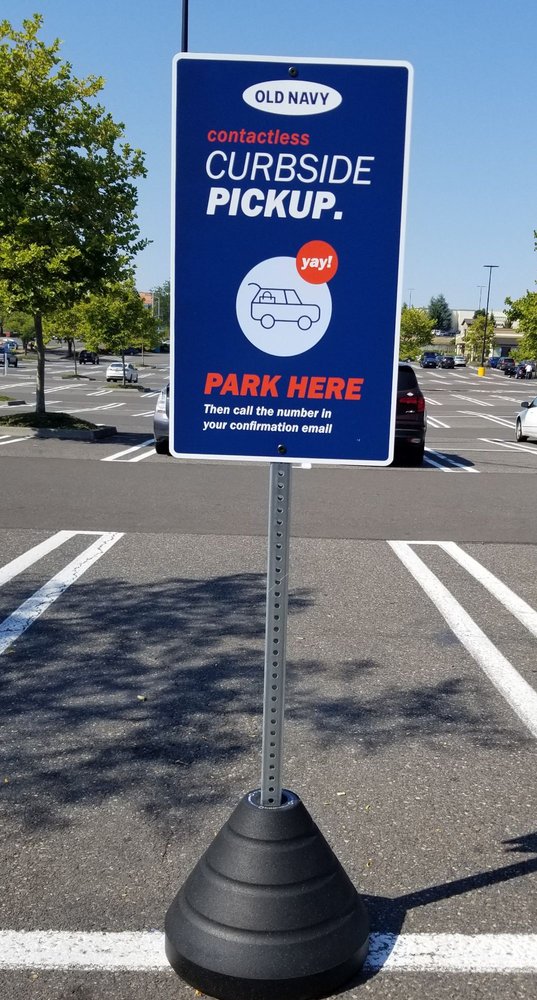 OLD NAVY
contactless
CURBSIDE
PICKUP.
yay!
PARK HERE
Then call the number in
your confirmation email